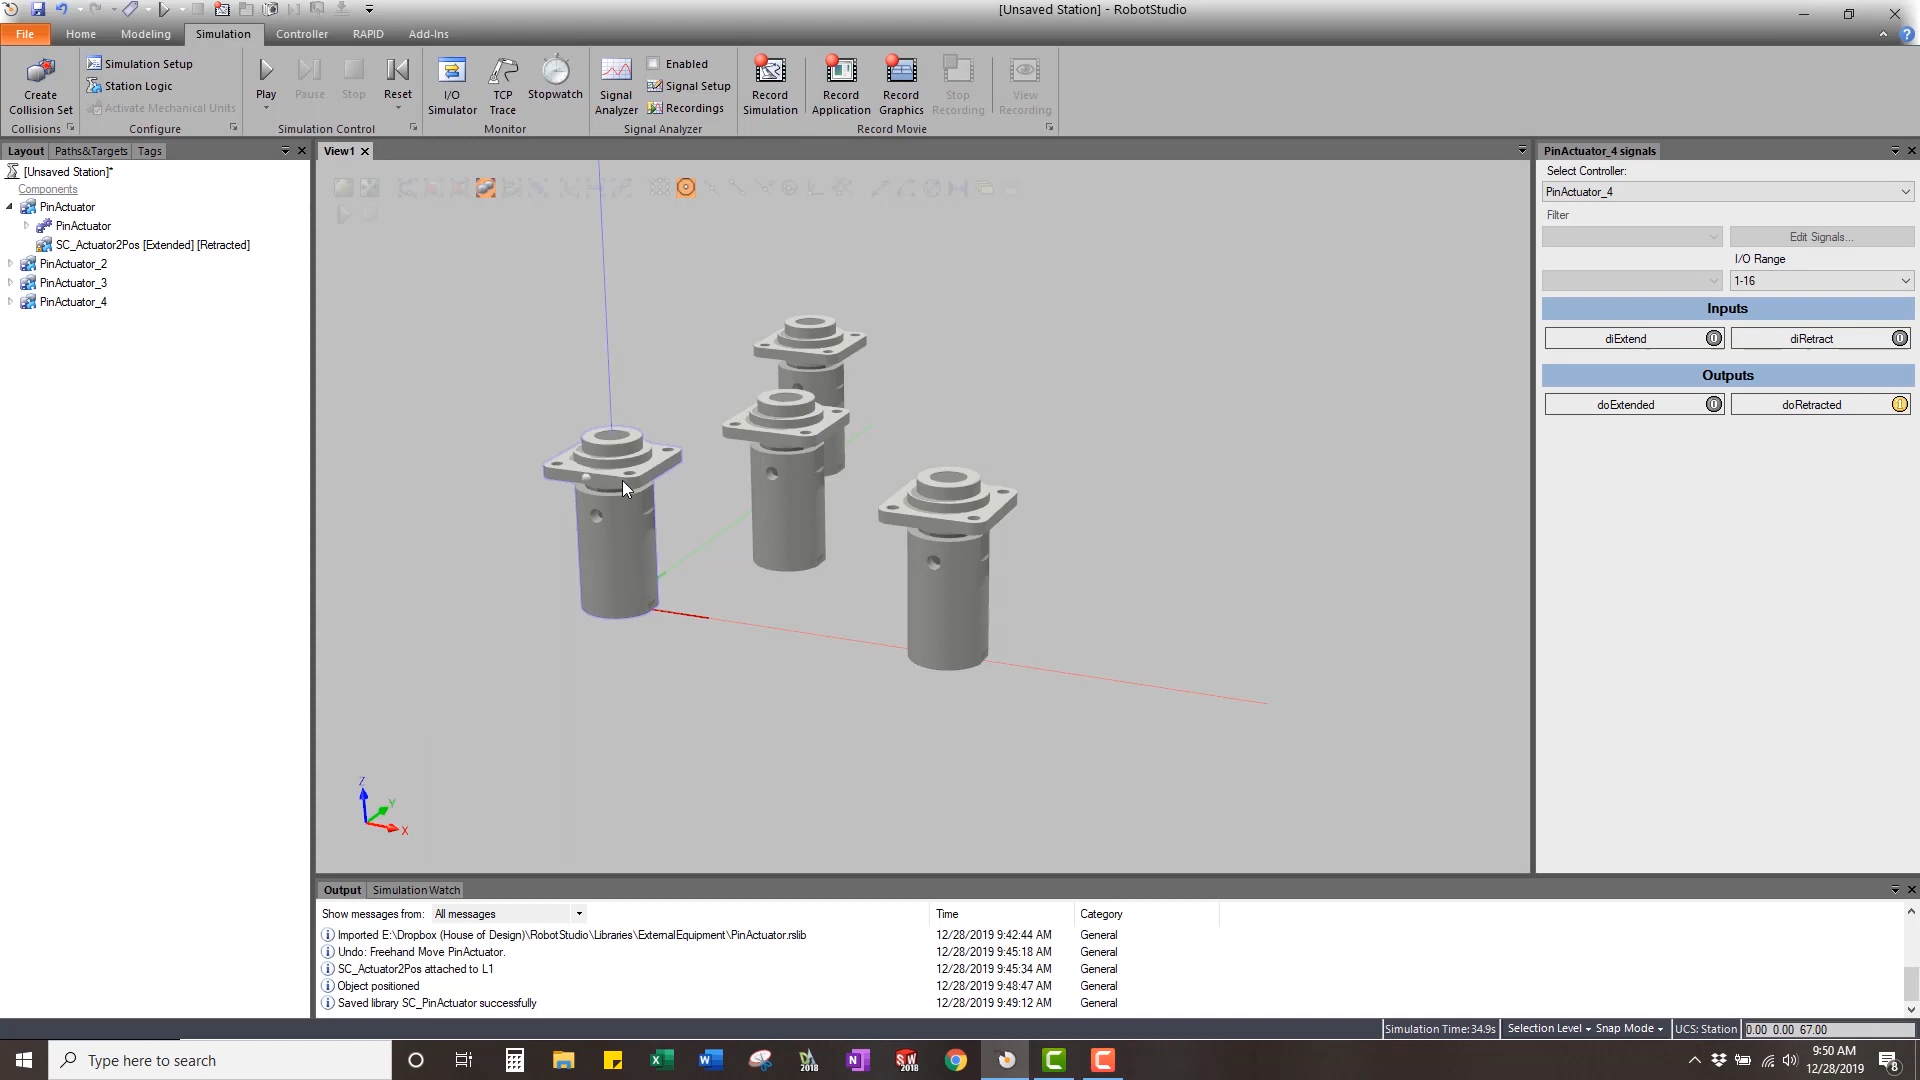 [Unsaved Station] - RobotStudio
File Home Modeling Simulation Controller RAPID Add-Ins
Create Collision Set
Collisions
Simulation Setup
Station Logic
Activate Mechanical Units
Configure
Play Pause Stop Reset
Simulation Control
I/O Simulator
TCP Trace
Stopwatch
Monitor
Signal Analyzer
Enabled
Signal Setup
Recordings
Signal Analyzer
Record Simulation
Record Application
Record Graphics
Stop Recording
View Recording
Record Movie
Layout Paths&Targets Tags
[Unsaved Station]*
Components
PinActuator
PinActuator
SC_Actuator2Pos [Extended] [Retracted]
PinActuator_2
PinActuator_3
PinActuator_4
View1
Z
Y
X
PinActuator_4 signals
Select Controller:
PinActuator_4
Filter
Edit Signals...
I/O Range
1-16
Inputs
diExtend 0 diRetract 0
Outputs
doExtended 0 doRetracted 1
Output Simulation Watch
Show messages from: All messages Time Category
Imported E:\Dropbox (House of Design)\RobotStudio\Libraries\ExternalEquipment\PinActuator.rslib 12/28/2019 9:42:44 AM General
Undo: Freehand Move PinActuator. 12/28/2019 9:45:18 AM General
SC_Actuator2Pos attached to L1 12/28/2019 9:45:34 AM General
Object positioned 12/28/2019 9:48:47 AM General
Saved library SC_PinActuator successfully 12/28/2019 9:49:12 AM General
Simulation Time: 34.9s Selection Level Snap Mode UCS: Station 0.00 0.00 67.00
Type here to search
2018
2018
9:50 AM
12/28/2019
8